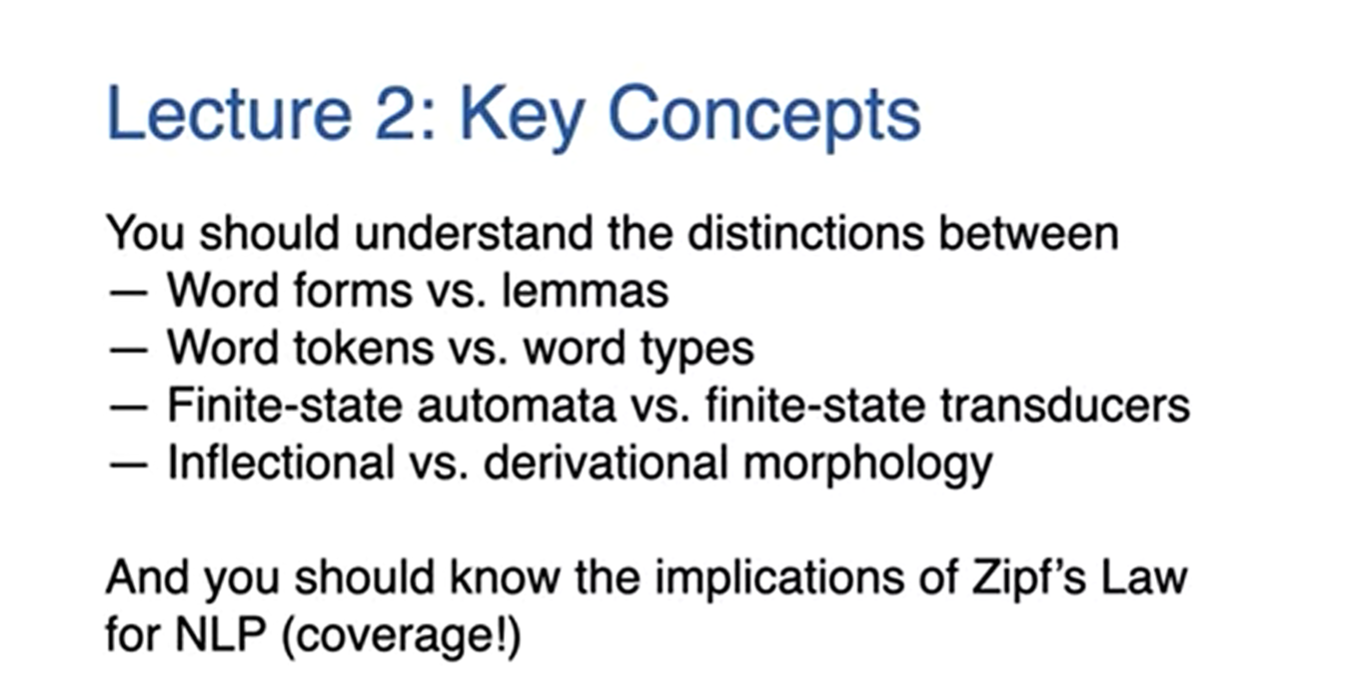 Lecture 2: Key Concepts
You should understand the distinctions between
— Word forms vs. lemmas
— Word tokens vs. word types
— Finite-state automata vs. finite-state transducers
— Inflectional vs. derivational morphology
And you should know the implications of Zipf’s Law
for NLP (coverage!)